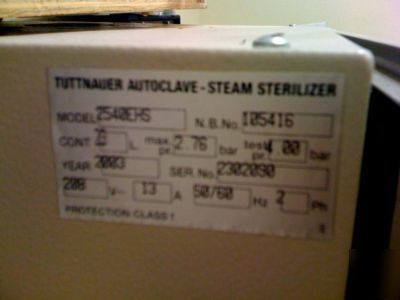 TUTTNAUER AUTOCLAVE - STEAM STERILIZER
MODEL 2540EHS N.B.No. 105416
CONT L max. pr. 2.76 bar test pr. 4.00 bar
YEAR 2003 SER.No. 2302090
208 V~ 13 A 50/60 Hz 2 Ph
PROTECTION CLASS 1